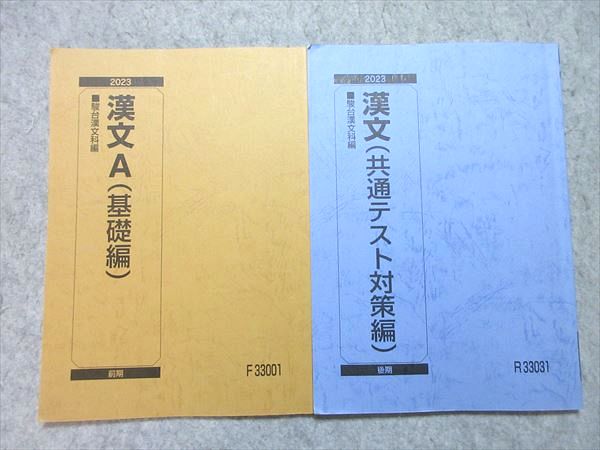 2023
漢文A(基礎編)
■駿台漢文科編
前期
F33001
2023
漢文(共通テスト対策編)
■駿台漢文科編
後期
R33031